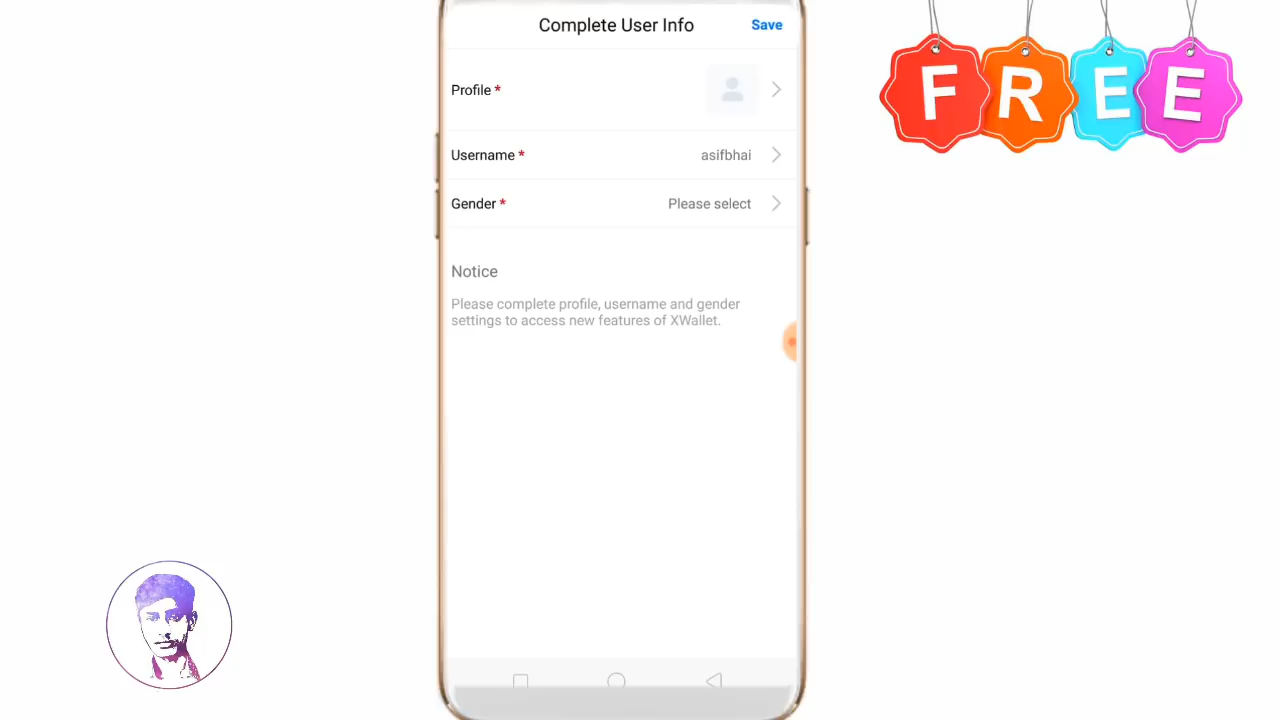 Complete User Info Save
FREE
Profile *
Username * asifbhai
Gender * Please select
Notice
Please complete profile, username and gender
settings to access new features of XWallet.